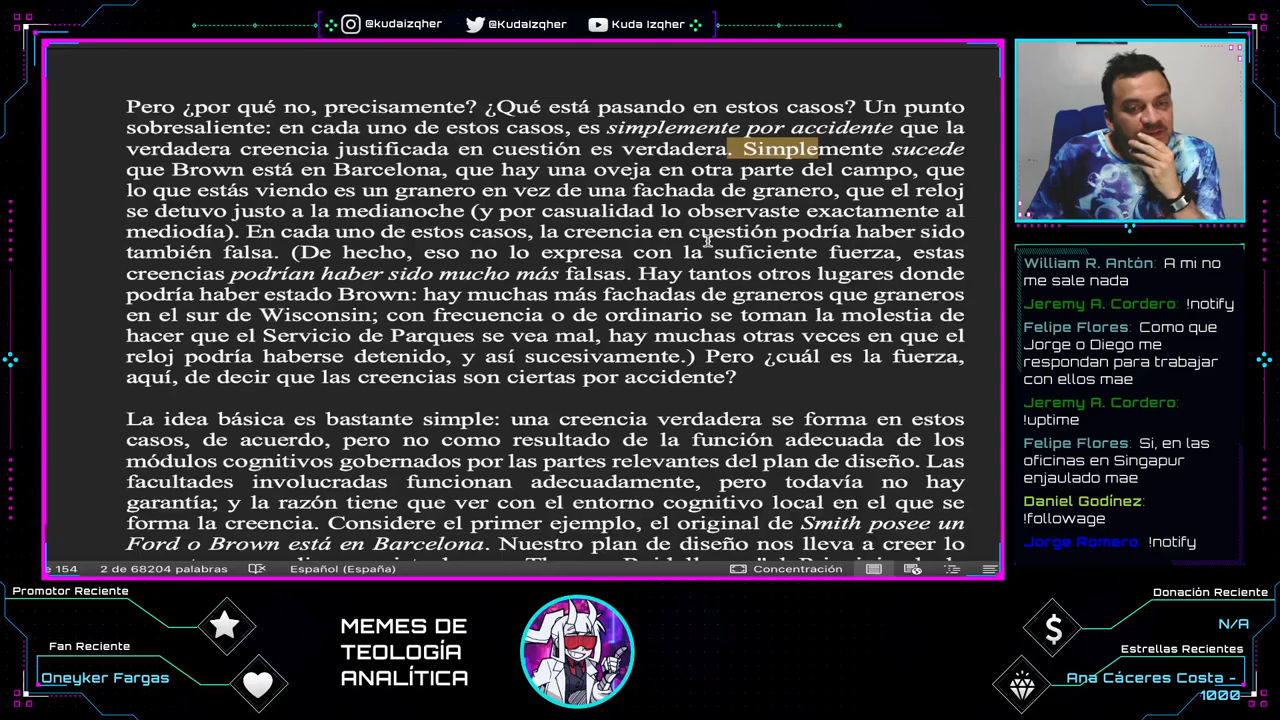 @kudaizqher
@KudaIzqher
Kuda Izqher
Pero ¿por qué no, precisamente? ¿Qué está pasando en estos casos? Un punto
sobresaliente: en cada uno de estos casos, es simplemente por accidente que la
verdadera creencia justificada en cuestión es verdadera. Simplemente sucede
que Brown está en Barcelona, que hay una oveja en otra parte del campo, que
lo que estás viendo es un granero en vez de una fachada de granero, que el reloj
se detuvo justo a la medianoche (y por casualidad lo observaste exactamente al
mediodía). En cada uno de estos casos, la creencia en cuestión podría haber sido
también falsa. (De hecho, eso no lo expresa con la suficiente fuerza, estas
creencias podrían haber sido mucho más falsas. Hay tantos otros lugares donde
podría haber estado Brown: hay muchas más fachadas de graneros que graneros
en el sur de Wisconsin; con frecuencia o de ordinario se toman la molestia de
hacer que el Servicio de Parques se vea mal, hay muchas otras veces en que el
reloj podría haberse detenido, y así sucesivamente.) Pero ¿cuál es la fuerza,
aquí, de decir que las creencias son ciertas por accidente?
La idea básica es bastante simple: una creencia verdadera se forma en estos
casos, de acuerdo, pero no como resultado de la función adecuada de los
módulos cognitivos gobernados por las partes relevantes del plan de diseño. Las
facultades involucradas funcionan adecuadamente, pero todavía no hay
garantía; y la razón tiene que ver con el entorno cognitivo local en el que se
forma la creencia. Considere el primer ejemplo, el original de Smith posee un
Ford o Brown está en Barcelona. Nuestro plan de diseño nos lleva a creer lo
e 154
2 de 68204 palabras
Español (España)
Concentración
William R. Antón: A mi no
me sale nada
Jeremy A. Cordero: !notify
Felipe Flores: Como que
Jorge o Diego me
respondan para trabajar
con ellos mae
Jeremy A. Cordero:
!uptime
Felipe Flores: Si, en las
oficinas en Singapur
enjaulado mae
Daniel Godínez:
!followage
Jorge Romero: !notify
Promotor Reciente
Fan Reciente
Oneyker Fargas
MEMES DE
TEOLOGÍA
ANALÍTICA
Donación Reciente
$
N/A
Estrellas Recientes
Ana Cáceres Costa -
1000